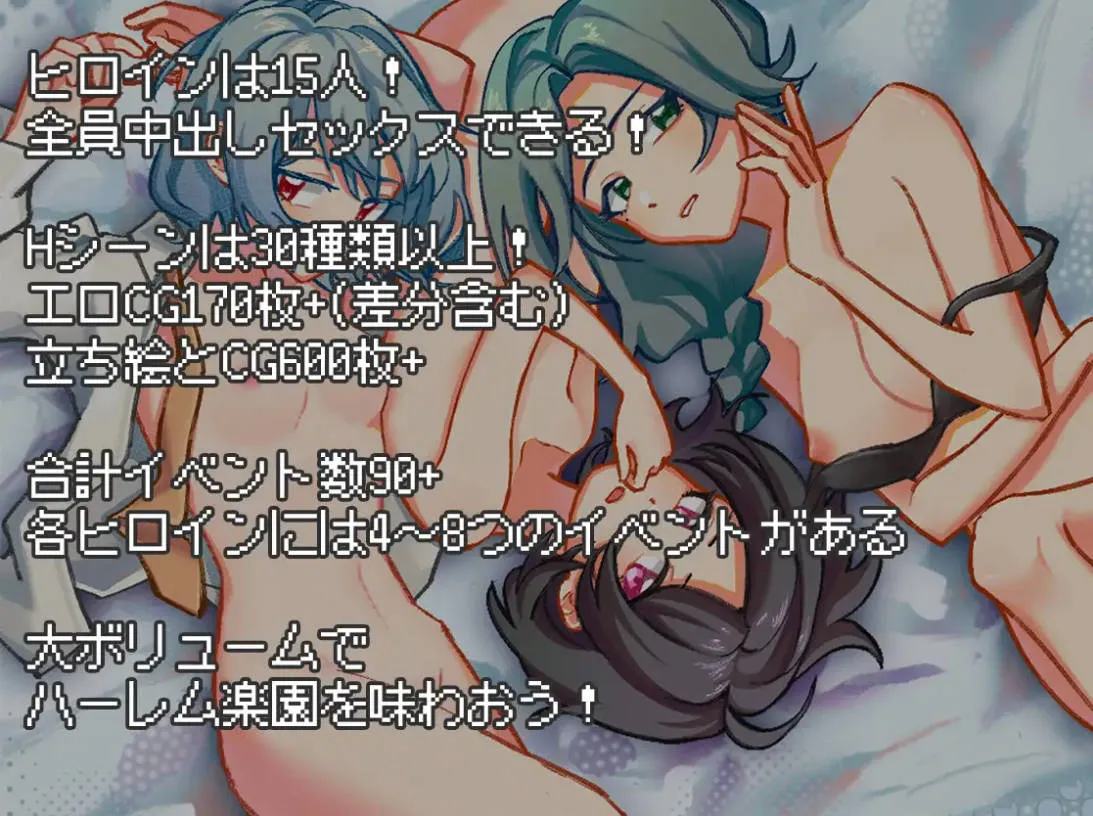 ヒロインは15人！
全員中出しセックスできる！
Hシーンは30種類以上！
エロCG170枚+(差分含む)
立ち絵とCG600枚+
合計イベント数90+
各ヒロインには4～8つのイベントがある
大ボリュームで
ハーレム楽園を味わおう！